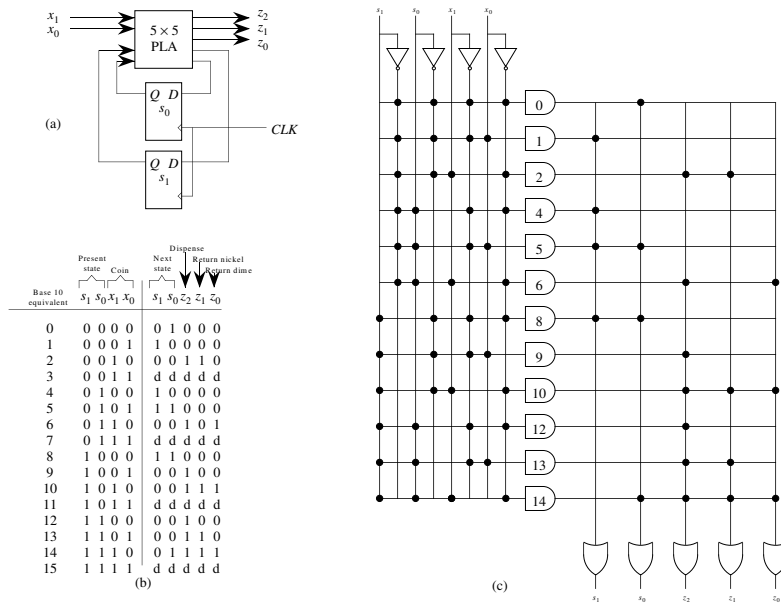 x1
x0
5 × 5
PLA
z2
z1
z0
Q D
s0
(a)
CLK
Q D
s1
Dispense
Present state
Coin
Next state
Return nickel
Return dime
Base 10 equivalent
s1 s0 x1 x0 s1 s0 z2 z1 z0
0 0 0 0 0 0 1 0 0 0
1 0 0 0 1 1 0 0 0 0
2 0 0 1 0 0 0 1 1 0
3 0 0 1 1 d d d d d
4 0 1 0 0 1 0 0 0 0
5 0 1 0 1 1 1 0 0 0
6 0 1 1 0 0 0 1 0 1
7 0 1 1 1 d d d d d
8 1 0 0 0 1 1 0 0 0
9 1 0 0 1 0 0 1 0 0
10 1 0 1 0 0 0 1 1 1
11 1 0 1 1 d d d d d
12 1 1 0 0 0 0 1 0 0
13 1 1 0 1 0 0 1 1 0
14 1 1 1 0 0 1 1 1 1
15 1 1 1 1 d d d d d
(b)
s1 s0 x1 x0
0
1
2
4
5
6
8
9
10
12
13
14
(c)
s1 s0 z2 z1 z0